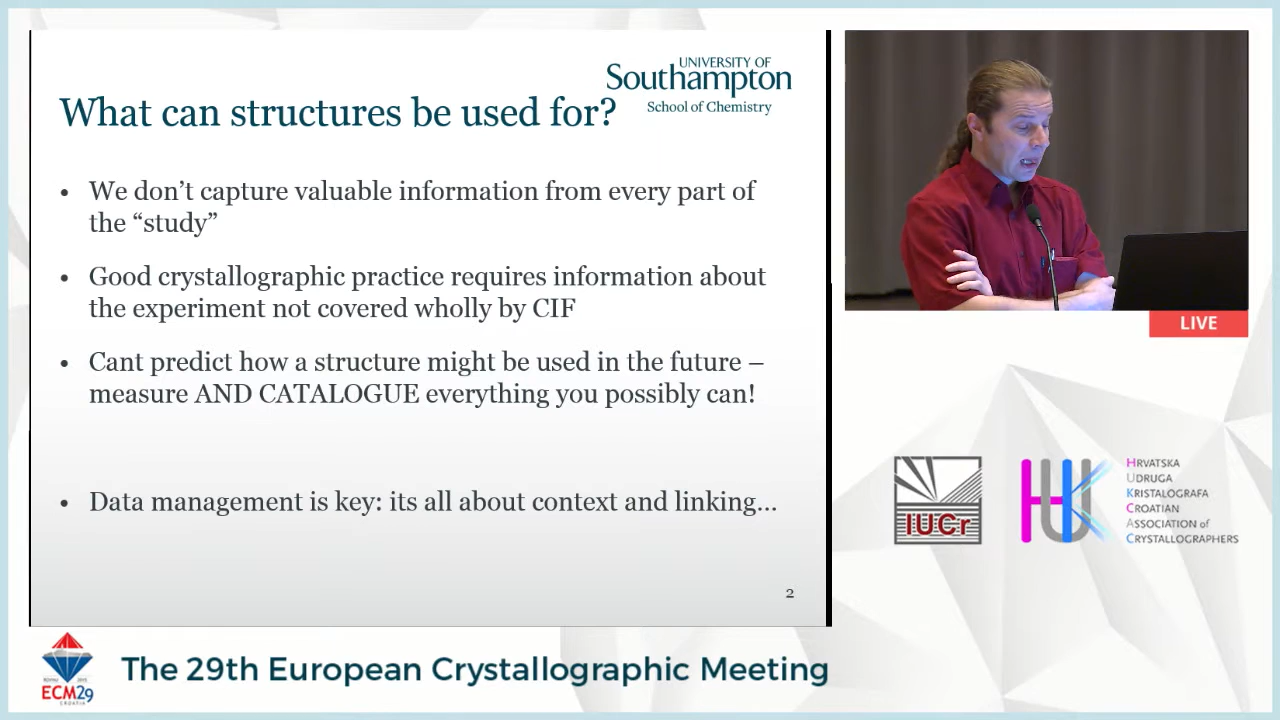 UNIVERSITY OF
Southampton
School of Chemistry
What can structures be used for?
• We don’t capture valuable information from every part of
the “study”
• Good crystallographic practice requires information about
the experiment not covered wholly by CIF
• Cant predict how a structure might be used in the future –
measure AND CATALOGUE everything you possibly can!
• Data management is key: its all about context and linking...
2
LIVE
IUCr
HUK
HRVATSKA
UDRUGA
KRISTALOGRAFA
CROATIAN
ASSOCIATION of
CRYSTALLOGRAPHERS
ECM29
CROATIA
The 29th European Crystallographic Meeting